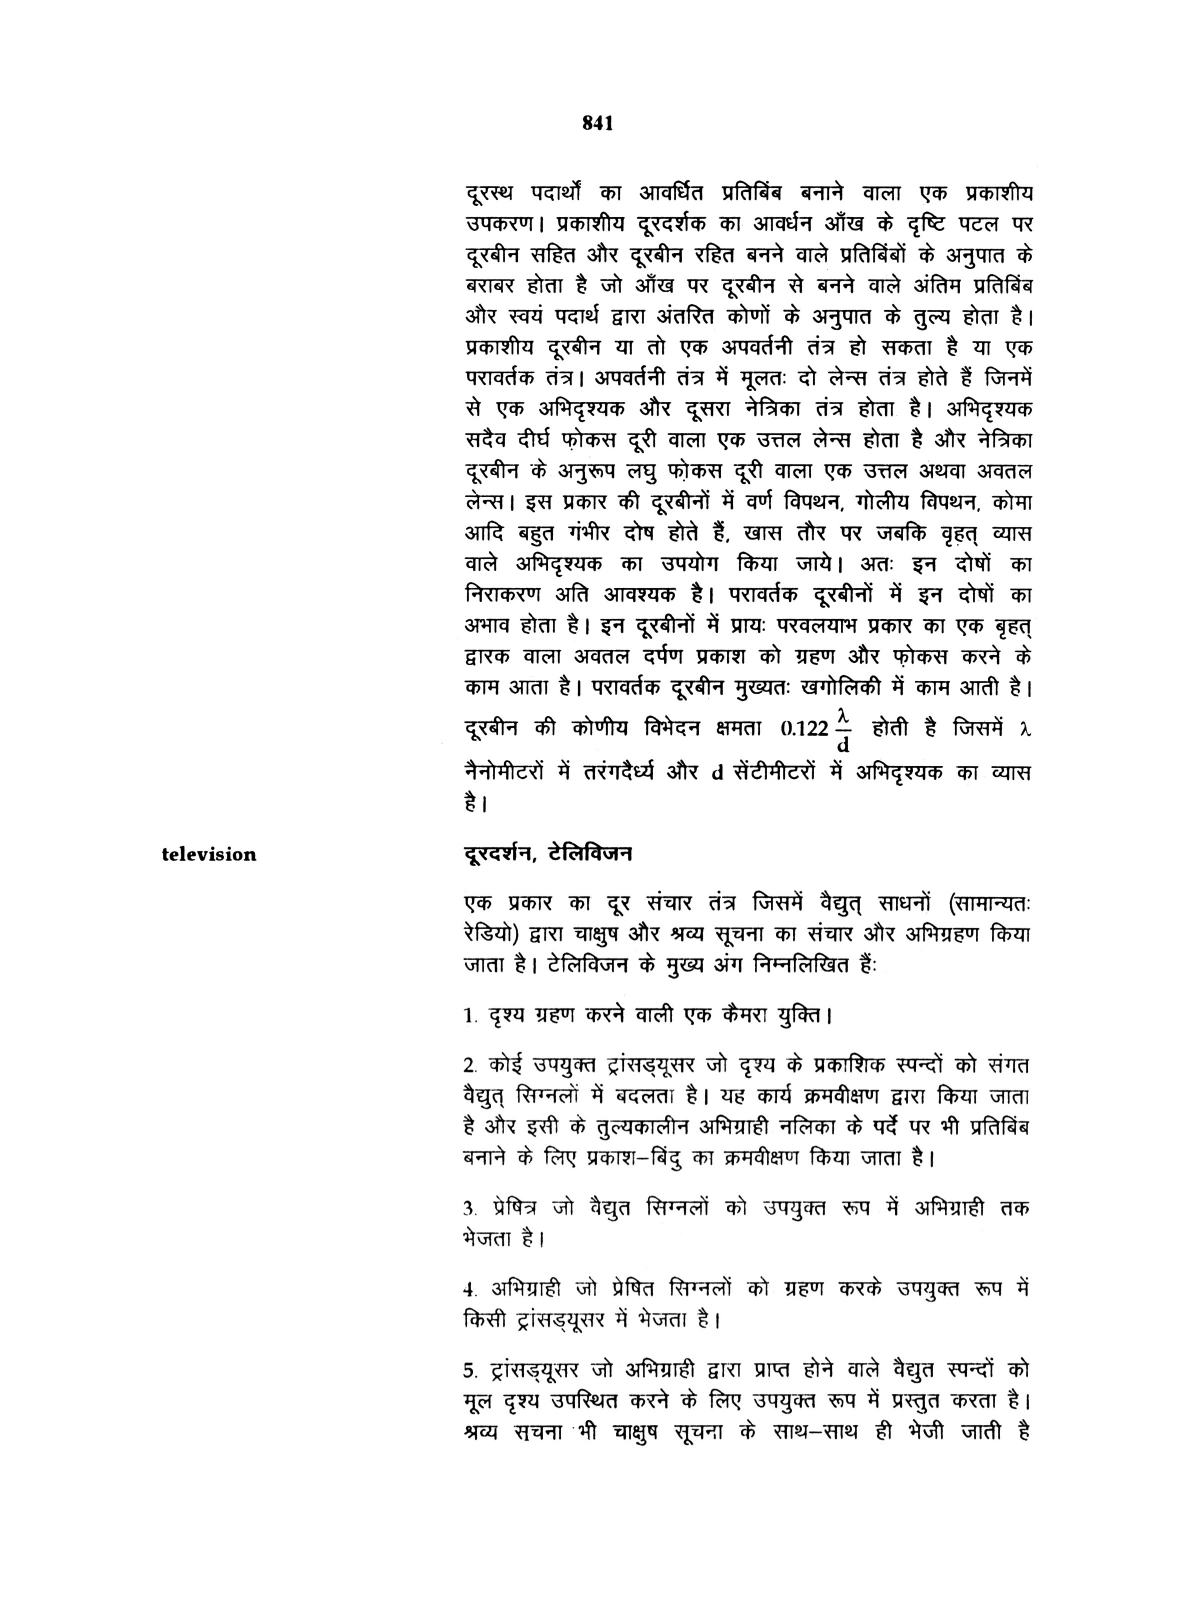 841
दूरस्थ पदार्थों का आवर्धित प्रतिबिंब बनाने वाला एक प्रकाशीय
उपकरण। प्रकाशीय दूरदर्शक का आवर्धन आँख के दृष्टि पटल पर
दूरबीन सहित और दूरबीन रहित बनने वाले प्रतिबिंबों के अनुपात के
बराबर होता है जो आँख पर दूरबीन से बनने वाले अंतिम प्रतिबिंब
और स्वयं पदार्थ द्वारा अंतरित कोणों के अनुपात के तुल्य होता है।
प्रकाशीय दूरबीन या तो एक अपवर्तनी तंत्र हो सकता है या एक
परावर्तक तंत्र। अपवर्तनी तंत्र में मूलतः दो लेन्स तंत्र होते हैं जिनमें
से एक अभिदृश्यक और दूसरा नेत्रिका तंत्र होता है। अभिदृश्यक
सदैव दीर्घ फ़ोकस दूरी वाला एक उत्तल लेन्स होता है और नेत्रिका
दूरबीन के अनुरूप लघु फ़ोकस दूरी वाला एक उत्तल अथवा अवतल
लेन्स। इस प्रकार की दूरबीनों में वर्ण विपथन, गोलीय विपथन, कोमा
आदि बहुत गंभीर दोष होते हैं, खास तौर पर जबकि वृहत् व्यास
वाले अभिदृश्यक का उपयोग किया जाये। अतः इन दोषों का
निराकरण अति आवश्यक है। परावर्तक दूरबीनों में इन दोषों का
अभाव होता है। इन दूरबीनों में प्रायः परवलयाभ प्रकार का एक बृहत्
द्वारक वाला अवतल दर्पण प्रकाश को ग्रहण और फ़ोकस करने के
काम आता है। परावर्तक दूरबीन मुख्यतः खगोलिकी में काम आती है।
दूरबीन की कोणीय विभेदन क्षमता 0.122 λ/d होती है जिसमें λ
नैनोमीटरों में तरंगदैर्ध्य और d सेंटीमीटरों में अभिदृश्यक का व्यास
है।
television दूरदर्शन, टेलिविजन
एक प्रकार का दूर संचार तंत्र जिसमें वैद्युत् साधनों (सामान्यतः
रेडियो) द्वारा चाक्षुष और श्रव्य सूचना का संचार और अभिग्रहण किया
जाता है। टेलिविजन के मुख्य अंग निम्नलिखित हैंः
1. दृश्य ग्रहण करने वाली एक कैमरा युक्ति।
2. कोई उपयुक्त ट्रांसड्यूसर जो दृश्य के प्रकाशिक स्पन्दों को संगत
वैद्युत् सिग्नलों में बदलता है। यह कार्य क्रमवीक्षण द्वारा किया जाता
है और इसी के तुल्यकालीन अभिग्राही नलिका के पर्दे पर भी प्रतिबिंब
बनाने के लिए प्रकाश–बिंदु का क्रमवीक्षण किया जाता है।
3. प्रेषित्र जो वैद्युत सिग्नलों को उपयुक्त रूप में अभिग्राही तक
भेजता है।
4. अभिग्राही जो प्रेषित सिग्नलों को ग्रहण करके उपयुक्त रूप में
किसी ट्रांसड्यूसर में भेजता है।
5. ट्रांसड्यूसर जो अभिग्राही द्वारा प्राप्त होने वाले वैद्युत स्पन्दों को
मूल दृश्य उपस्थित करने के लिए उपयुक्त रूप में प्रस्तुत करता है।
श्रव्य सूचना भी चाक्षुष सूचना के साथ–साथ ही भेजी जाती है